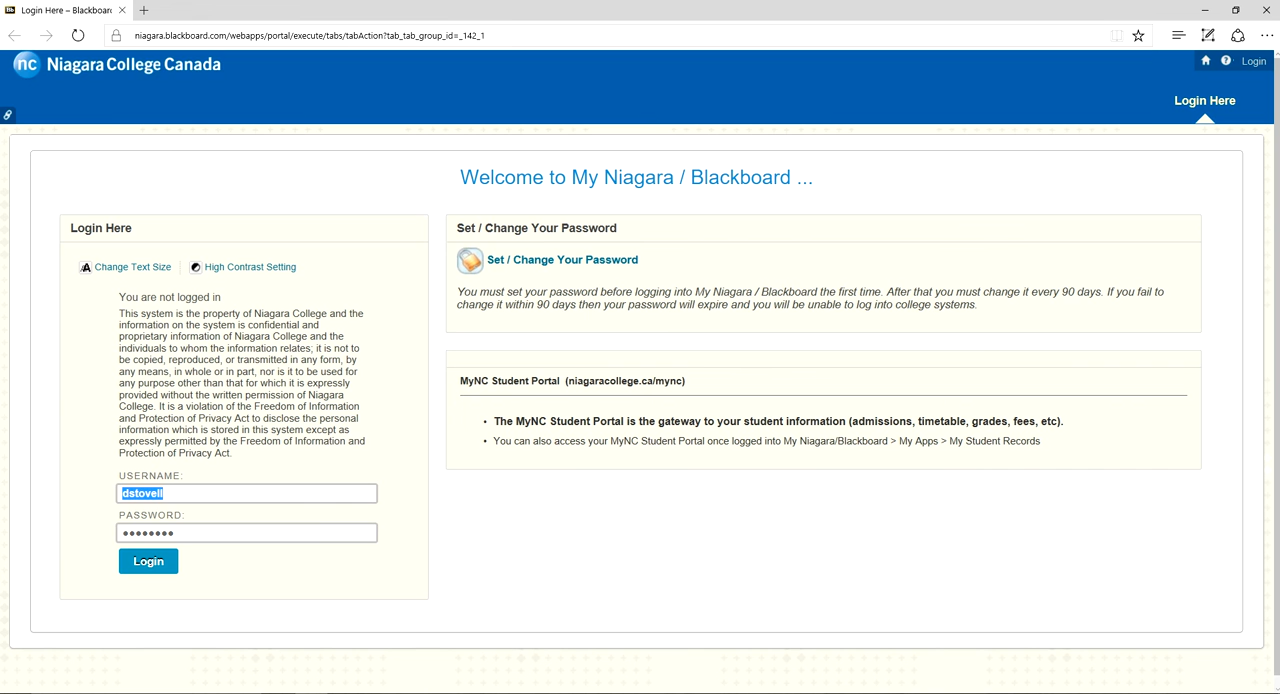 Login Here – Blackboard
niagara.blackboard.com/webapps/portal/execute/tabs/tabAction?tab_tab_group_id=_142_1
nc Niagara College Canada
Login
Login Here
Welcome to My Niagara / Blackboard ...
Login Here
Change Text Size
High Contrast Setting
You are not logged in
This system is the property of Niagara College and the
information on the system is confidential and
proprietary information of Niagara College and the
individuals to whom the information relates; it is not to
be copied, reproduced, or transmitted in any form, by
any means, in whole or in part, nor is it to be used for
any purpose other than that for which it is expressly
provided without the written permission of Niagara
College. It is a violation of the Freedom of Information
and Protection of Privacy Act to disclose the personal
information which is stored in this system except as
expressly permitted by the Freedom of Information and
Protection of Privacy Act.
USERNAME:
dstovell
PASSWORD:
••••••••
Login
Set / Change Your Password
Set / Change Your Password
You must set your password before logging into My Niagara / Blackboard the first time. After that you must change it every 90 days. If you fail to
change it within 90 days then your password will expire and you will be unable to log into college systems.
MyNC Student Portal (niagaracollege.ca/mync)
• The MyNC Student Portal is the gateway to your student information (admissions, timetable, grades, fees, etc).
• You can also access your MyNC Student Portal once logged into My Niagara/Blackboard > My Apps > My Student Records